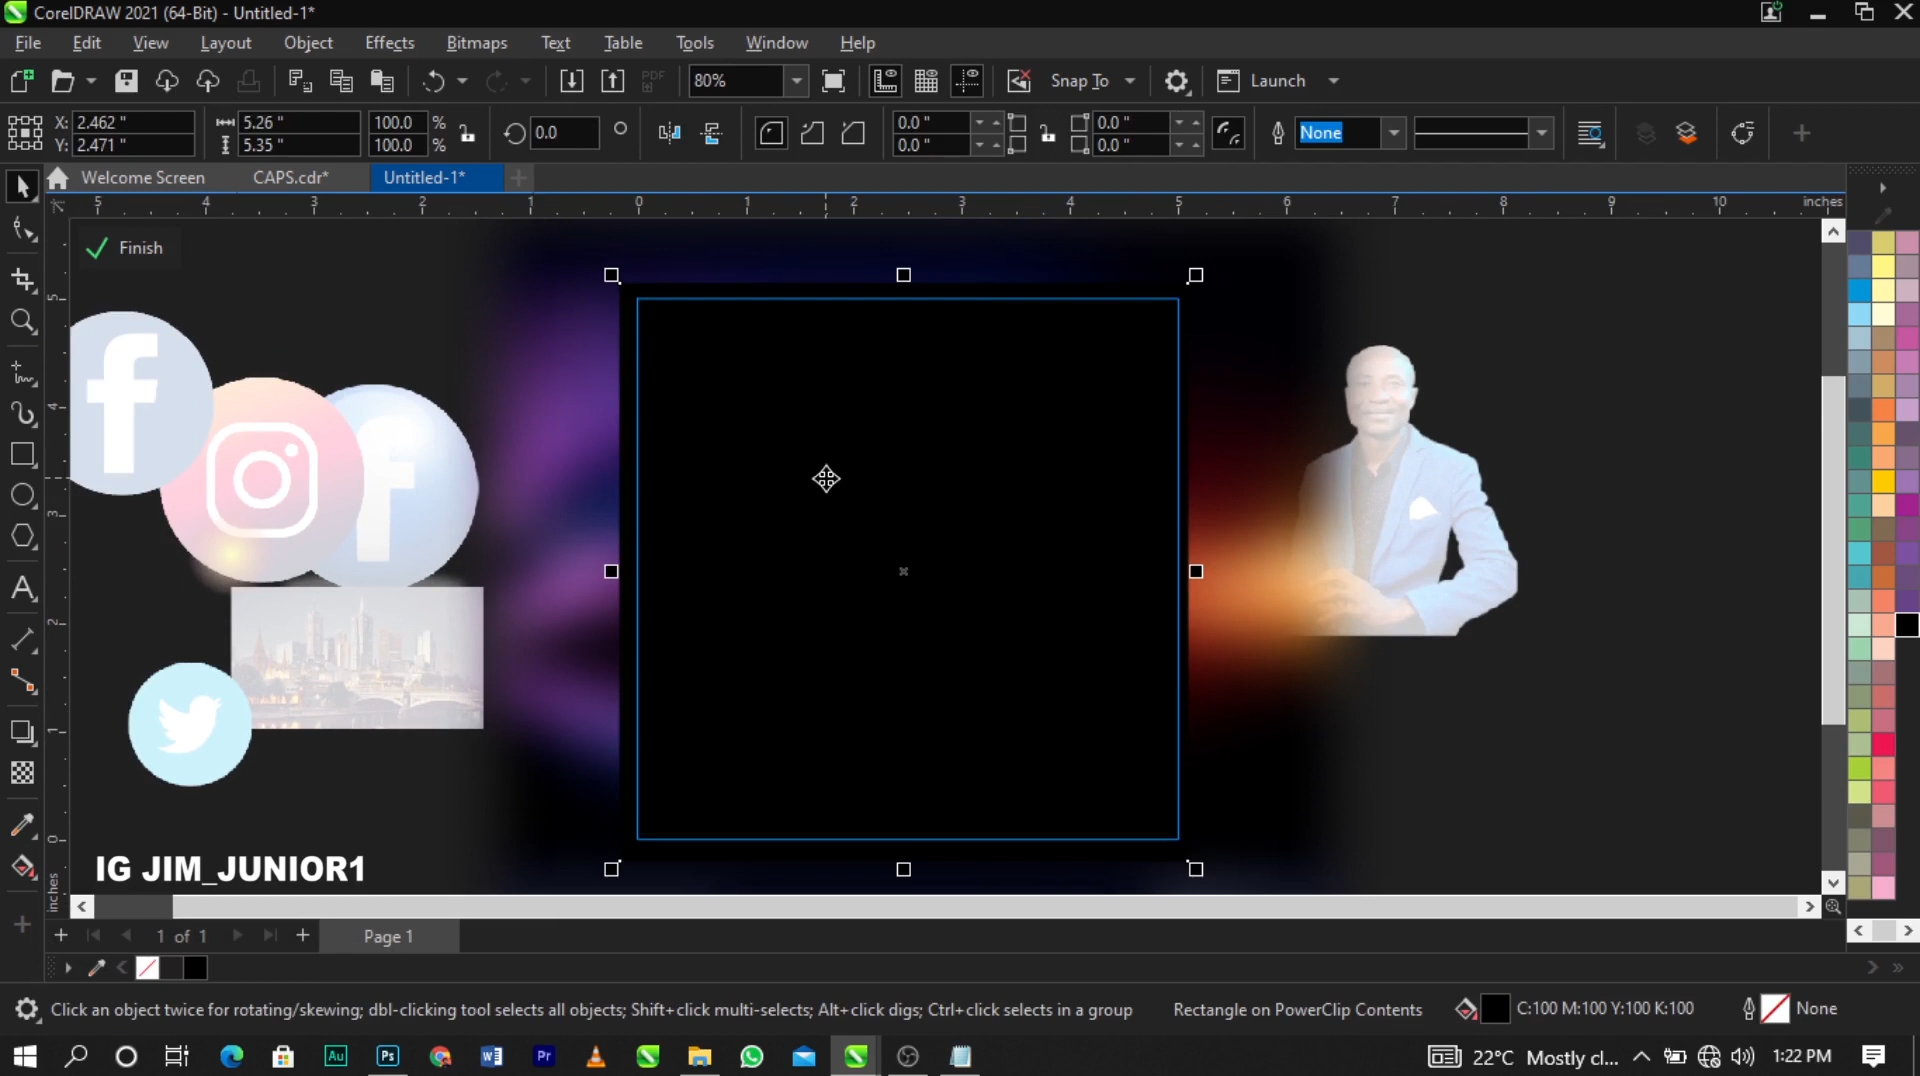 CorelDRAW 2021 (64-Bit) - Untitled-1*
File Edit View Layout Object Effects Bitmaps Text Table Tools Window Help
PDF 80% Snap To Launch
X: 2.462 " 5.26 " 100.0 % 0.0 0.0 " 0.0 " None
Y: 2.471 " 5.35 " 100.0 % 0.0 " 0.0 "
Welcome Screen CAPS.cdr* Untitled-1*
5 4 3 2 1 0 1 2 3 4 5 6 7 8 9 10 inches
Finish
5
4
3
2
1
0
inches
IG JIM_JUNIOR1
1 of 1 Page 1
Click an object twice for rotating/skewing; dbl-clicking tool selects all objects; Shift+click multi-selects; Alt+click digs; Ctrl+click selects in a group Rectangle on PowerClip Contents C:100 M:100 Y:100 K:100 None
Au Ps Pr 22°C Mostly cl... 1:22 PM